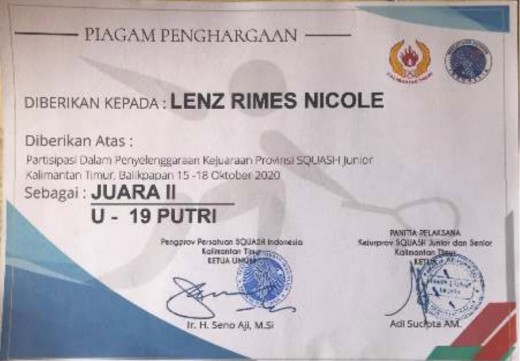 PIAGAM PENGHARGAAN
KALIMANTAN TIMUR
DIBERIKAN KEPADA : LENZ RIMES NICOLE
Diberikan Atas :
Partisipasi Dalam Penyelenggaraan Kejuaraan Provinsi SQUASH Junior
Kalimantan Timur, Balikpapan 15 -18 Oktober 2020
Sebagai : JUARA II
U - 19 PUTRI
Pengprov Persatuan SQUASH Indonesia
Kalimantan Timur
KETUA UMUM
Ir. H. Seno Aji, M.Si
PANITIA PELAKSANA
Kejurprov SQUASH Junior dan Senior
Kalimantan Timur
KETUA
Adi Sucipta AM.